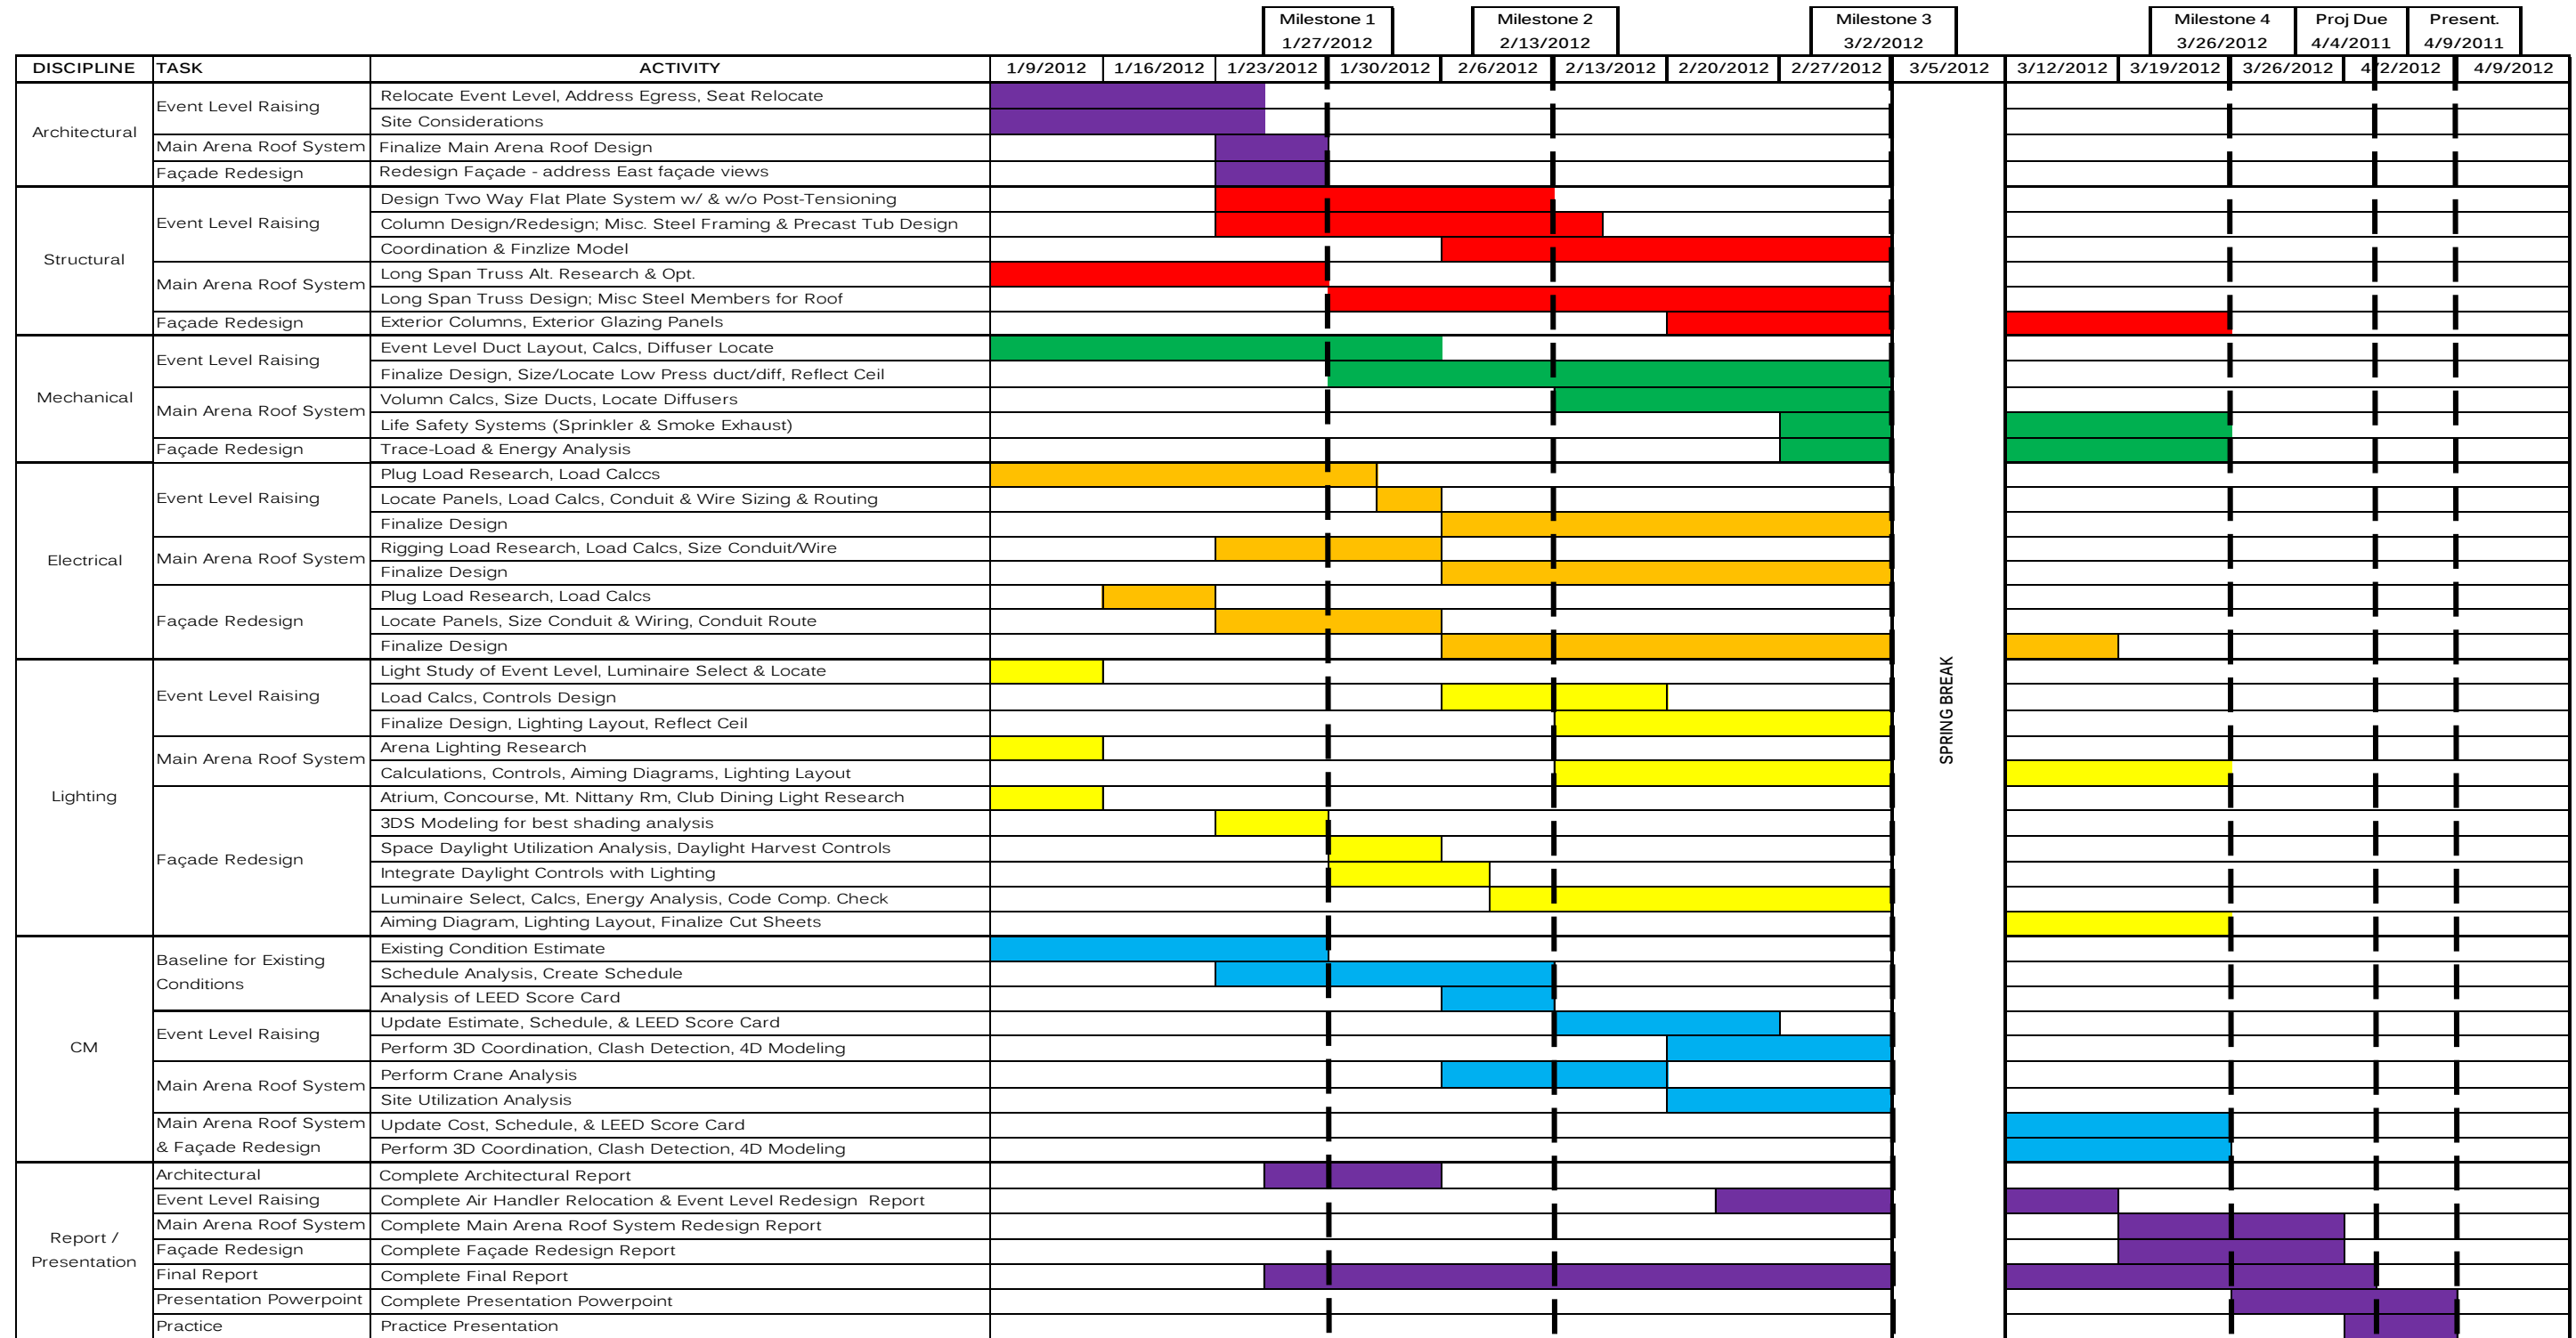 Milestone 1 Milestone 2 Milestone 3 Milestone 4 Proj Due Present.
1/27/2012 2/13/2012 3/2/2012 3/26/2012 4/4/2011 4/9/2011
DISCIPLINE TASK ACTIVITY 1/9/2012 1/16/2012 1/23/2012 1/30/2012 2/6/2012 2/13/2012 2/20/2012 2/27/2012 3/5/2012 3/12/2012 3/19/2012 3/26/2012 4/2/2012 4/9/2012
Architectural
Event Level Raising
Relocate Event Level, Address Egress, Seat Relocate
Site Considerations
Main Arena Roof System Finalize Main Arena Roof Design
Façade Redesign Redesign Façade - address East façade views
Structural
Event Level Raising
Design Two Way Flat Plate System w/ & w/o Post-Tensioning
Column Design/Redesign; Misc. Steel Framing & Precast Tub Design
Coordination & Finzlize Model
Main Arena Roof System
Long Span Truss Alt. Research & Opt.
Long Span Truss Design; Misc Steel Members for Roof
Façade Redesign Exterior Columns, Exterior Glazing Panels
Mechanical
Event Level Raising
Event Level Duct Layout, Calcs, Diffuser Locate
Finalize Design, Size/Locate Low Press duct/diff, Reflect Ceil
Main Arena Roof System
Volumn Calcs, Size Ducts, Locate Diffusers
Life Safety Systems (Sprinkler & Smoke Exhaust)
Façade Redesign Trace-Load & Energy Analysis
Electrical
Event Level Raising
Plug Load Research, Load Calccs
Locate Panels, Load Calcs, Conduit & Wire Sizing & Routing
Finalize Design
Main Arena Roof System
Rigging Load Research, Load Calcs, Size Conduit/Wire
Finalize Design
Façade Redesign
Plug Load Research, Load Calcs
Locate Panels, Size Conduit & Wiring, Conduit Route
Finalize Design
SPRING BREAK
Lighting
Event Level Raising
Light Study of Event Level, Luminaire Select & Locate
Load Calcs, Controls Design
Finalize Design, Lighting Layout, Reflect Ceil
Main Arena Roof System
Arena Lighting Research
Calculations, Controls, Aiming Diagrams, Lighting Layout
Façade Redesign
Atrium, Concourse, Mt. Nittany Rm, Club Dining Light Research
3DS Modeling for best shading analysis
Space Daylight Utilization Analysis, Daylight Harvest Controls
Integrate Daylight Controls with Lighting
Luminaire Select, Calcs, Energy Analysis, Code Comp. Check
Aiming Diagram, Lighting Layout, Finalize Cut Sheets
CM
Baseline for Existing
Conditions
Existing Condition Estimate
Schedule Analysis, Create Schedule
Analysis of LEED Score Card
Event Level Raising
Update Estimate, Schedule, & LEED Score Card
Perform 3D Coordination, Clash Detection, 4D Modeling
Main Arena Roof System
Perform Crane Analysis
Site Utilization Analysis
Main Arena Roof System
& Façade Redesign
Update Cost, Schedule, & LEED Score Card
Perform 3D Coordination, Clash Detection, 4D Modeling
Report /
Presentation
Architectural Complete Architectural Report
Event Level Raising Complete Air Handler Relocation & Event Level Redesign Report
Main Arena Roof System Complete Main Arena Roof System Redesign Report
Façade Redesign Complete Façade Redesign Report
Final Report Complete Final Report
Presentation Powerpoint Complete Presentation Powerpoint
Practice Practice Presentation